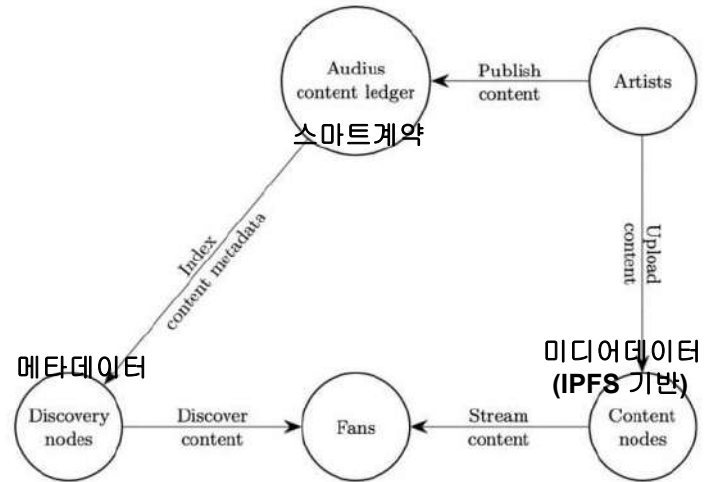 Audius
content ledger
스마트계약
Publish
content
Artists
Index
content metadata
Upload
content
메타데이터
미디어데이터
(IPFS 기반)
Discovery
nodes
Discover
content
Fans
Stream
content
Content
nodes